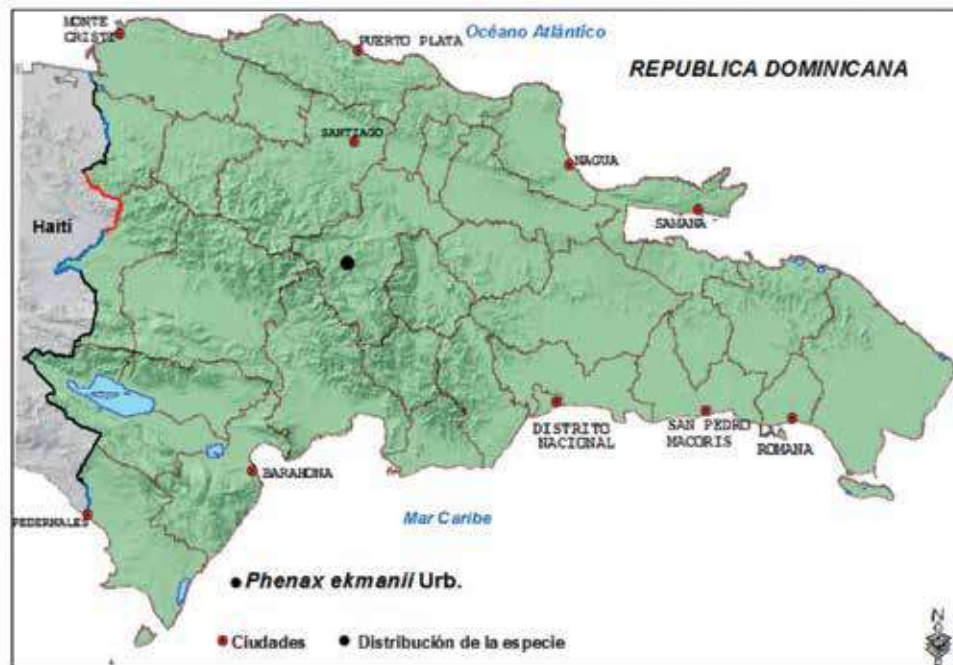 MONTE
CRISTI
PUERTO PLATA
Océano Atlántico
REPUBLICA DOMINICANA
SANTIAGO
NAGUA
SAMANA
Haití
DISTRITO
NACIONAL
SAN PEDRO
MACORIS
LA
ROMANA
BARAHONA
PEDERNALES
Mar Caribe
Phenax ekmanii Urb.
Ciudades
Distribución de la especie
N